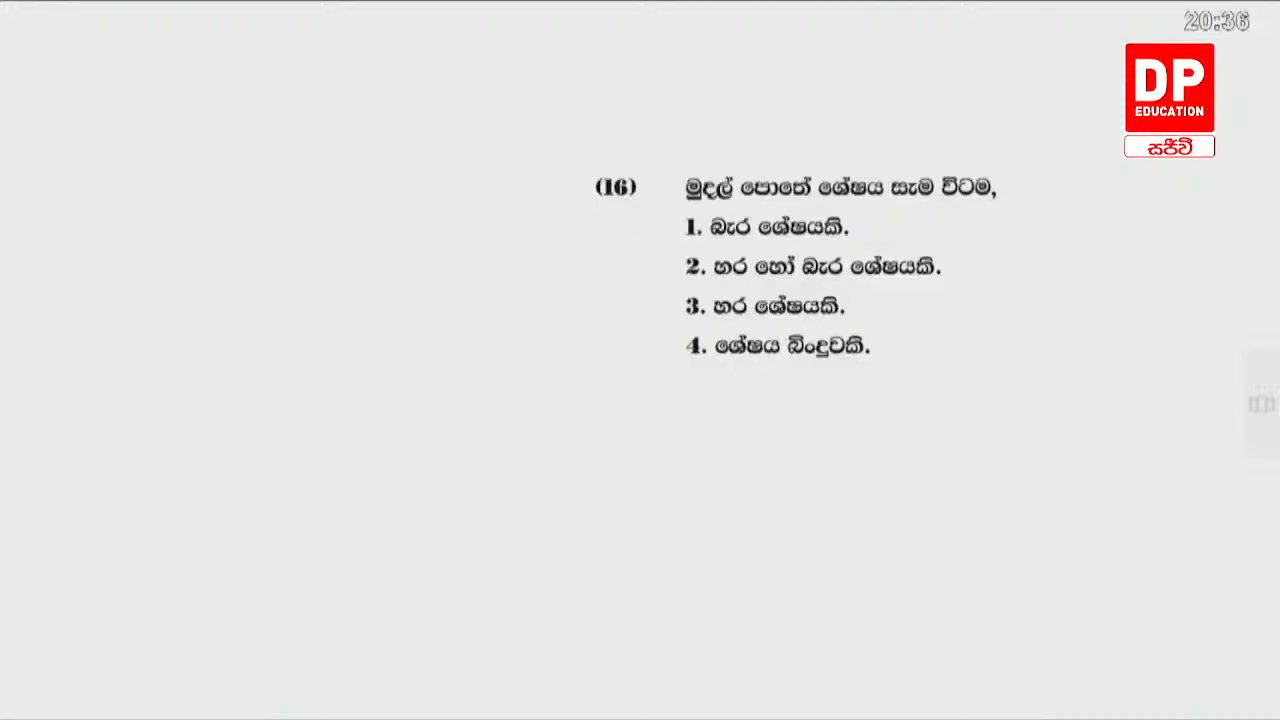 20:36
DP
EDUCATION
සජීවී
(16) මුදල් පොතේ ශේෂය සැම විටම,
1. බැර ශේෂයකි.
2. හර හෝ බැර ශේෂයකි.
3. හර ශේෂයකි.
4. ශේෂය බිංදුවකි.